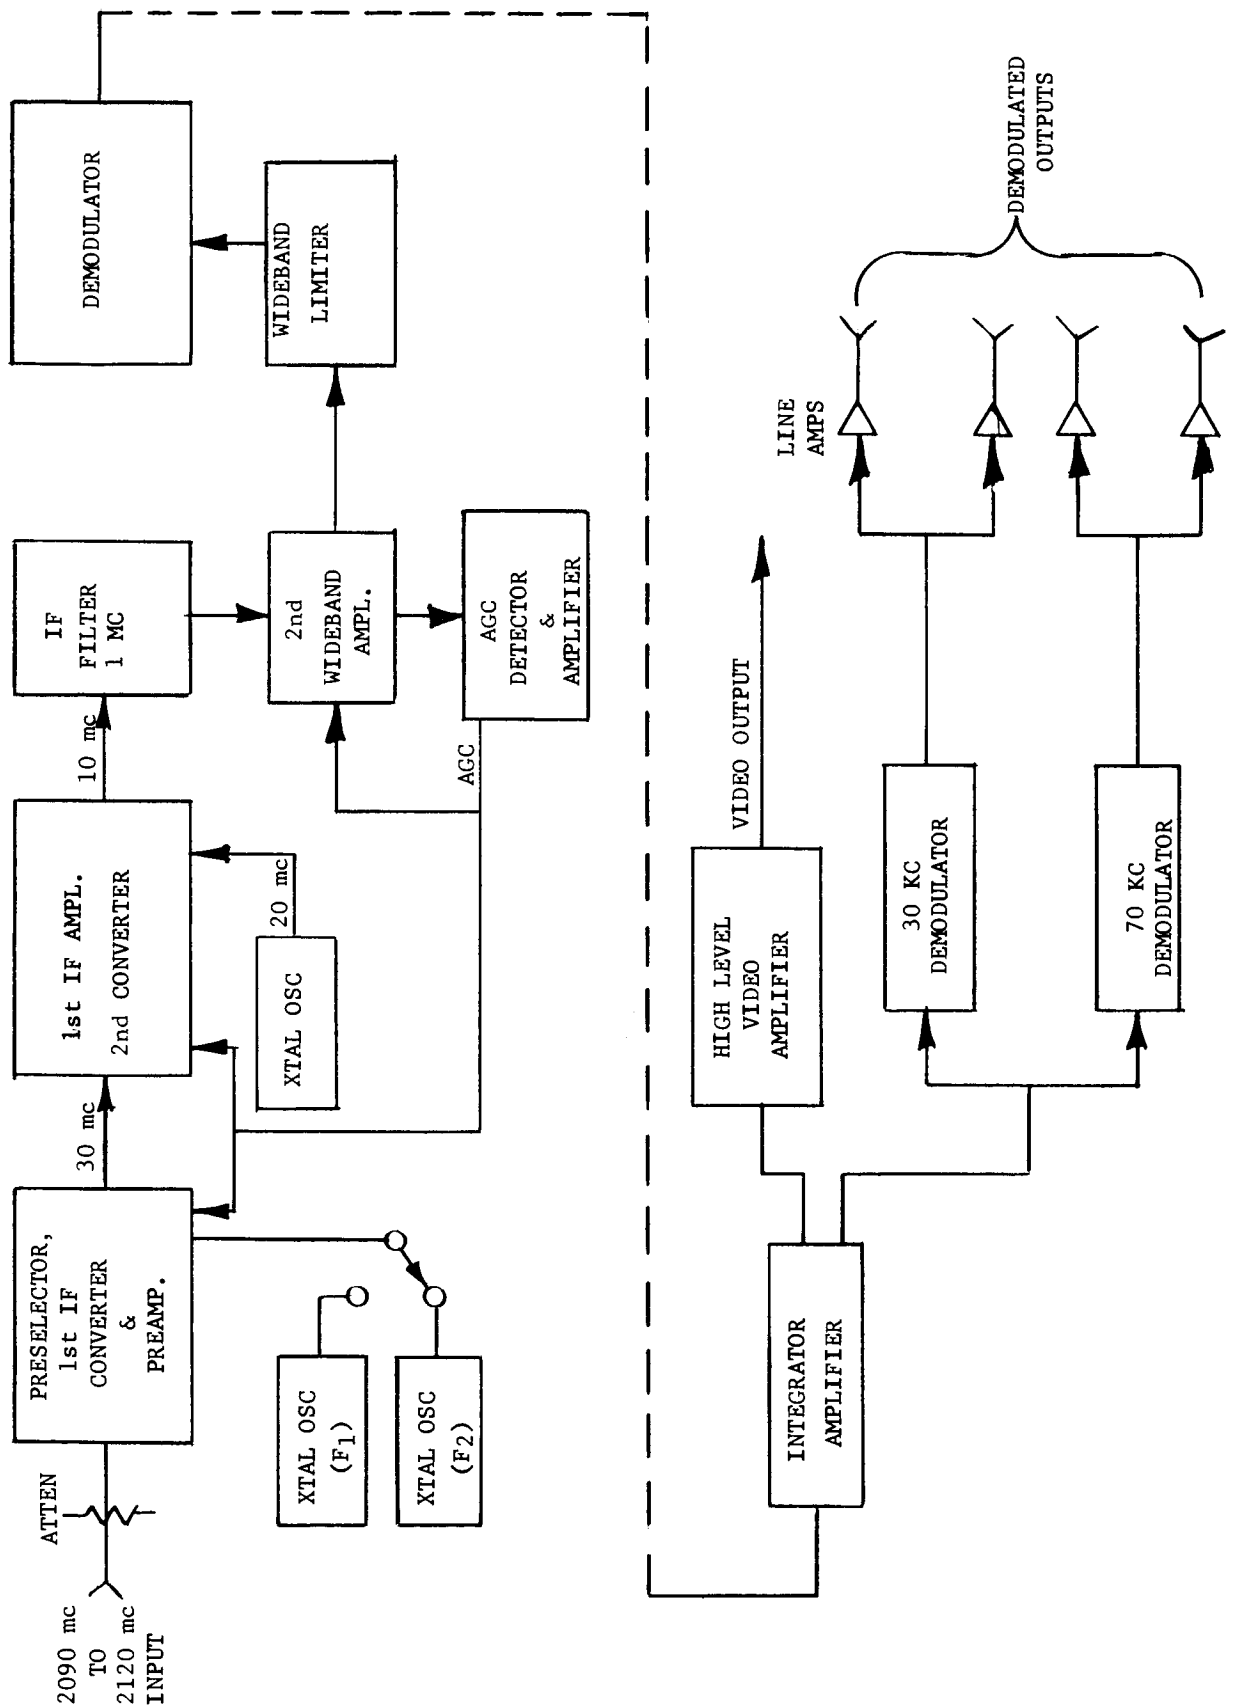 2090 mc
TO
2120 mc
INPUT
ATTEN
PRESELECTOR,
1st IF
CONVERTER
&
PREAMP.
30 mc
1st IF AMPL.
2nd CONVERTER
10 mc
IF
FILTER
1 MC
DEMODULATOR
XTAL OSC
(F1)
XTAL OSC
(F2)
XTAL OSC
20 mc
2nd
WIDEBAND
AMPL.
WIDEBAND
LIMITER
AGC
AGC
DETECTOR
&
AMPLIFIER
INTEGRATOR
AMPLIFIER
HIGH LEVEL
VIDEO
AMPLIFIER
VIDEO OUTPUT
30 KC
DEMODULATOR
70 KC
DEMODULATOR
LINE
AMPS
DEMODULATED
OUTPUTS